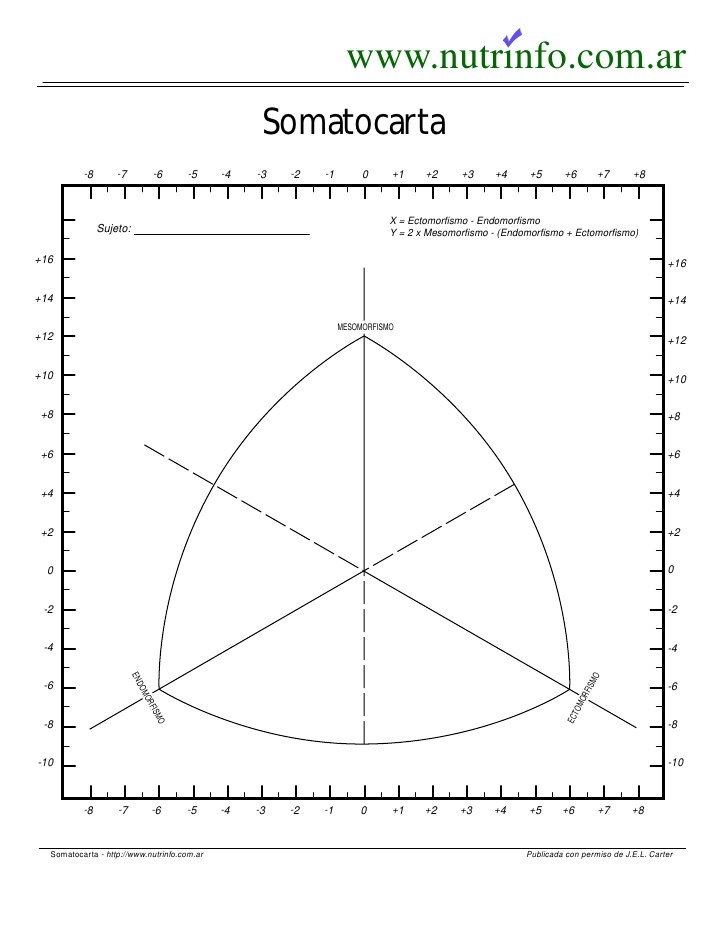 www.nutrinfo.com.ar
Somatocarta
-8 -7 -6 -5 -4 -3 -2 -1 0 +1 +2 +3 +4 +5 +6 +7 +8
Sujeto:
X = Ectomorfismo - Endomorfismo
Y = 2 x Mesomorfismo - (Endomorfismo + Ectomorfismo)
+16 +16
+14 +14
MESOMORFISMO
+12 +12
+10 +10
+8 +8
+6 +6
+4 +4
+2 +2
0 0
-2 -2
-4 -4
-6 -6
ENDOMORFISMO ECTOMORFISMO
-8 -8
-10 -10
-8 -7 -6 -5 -4 -3 -2 -1 0 +1 +2 +3 +4 +5 +6 +7 +8
Somatocarta - http://www.nutrinfo.com.ar Publicada con permiso de J.E.L. Carter